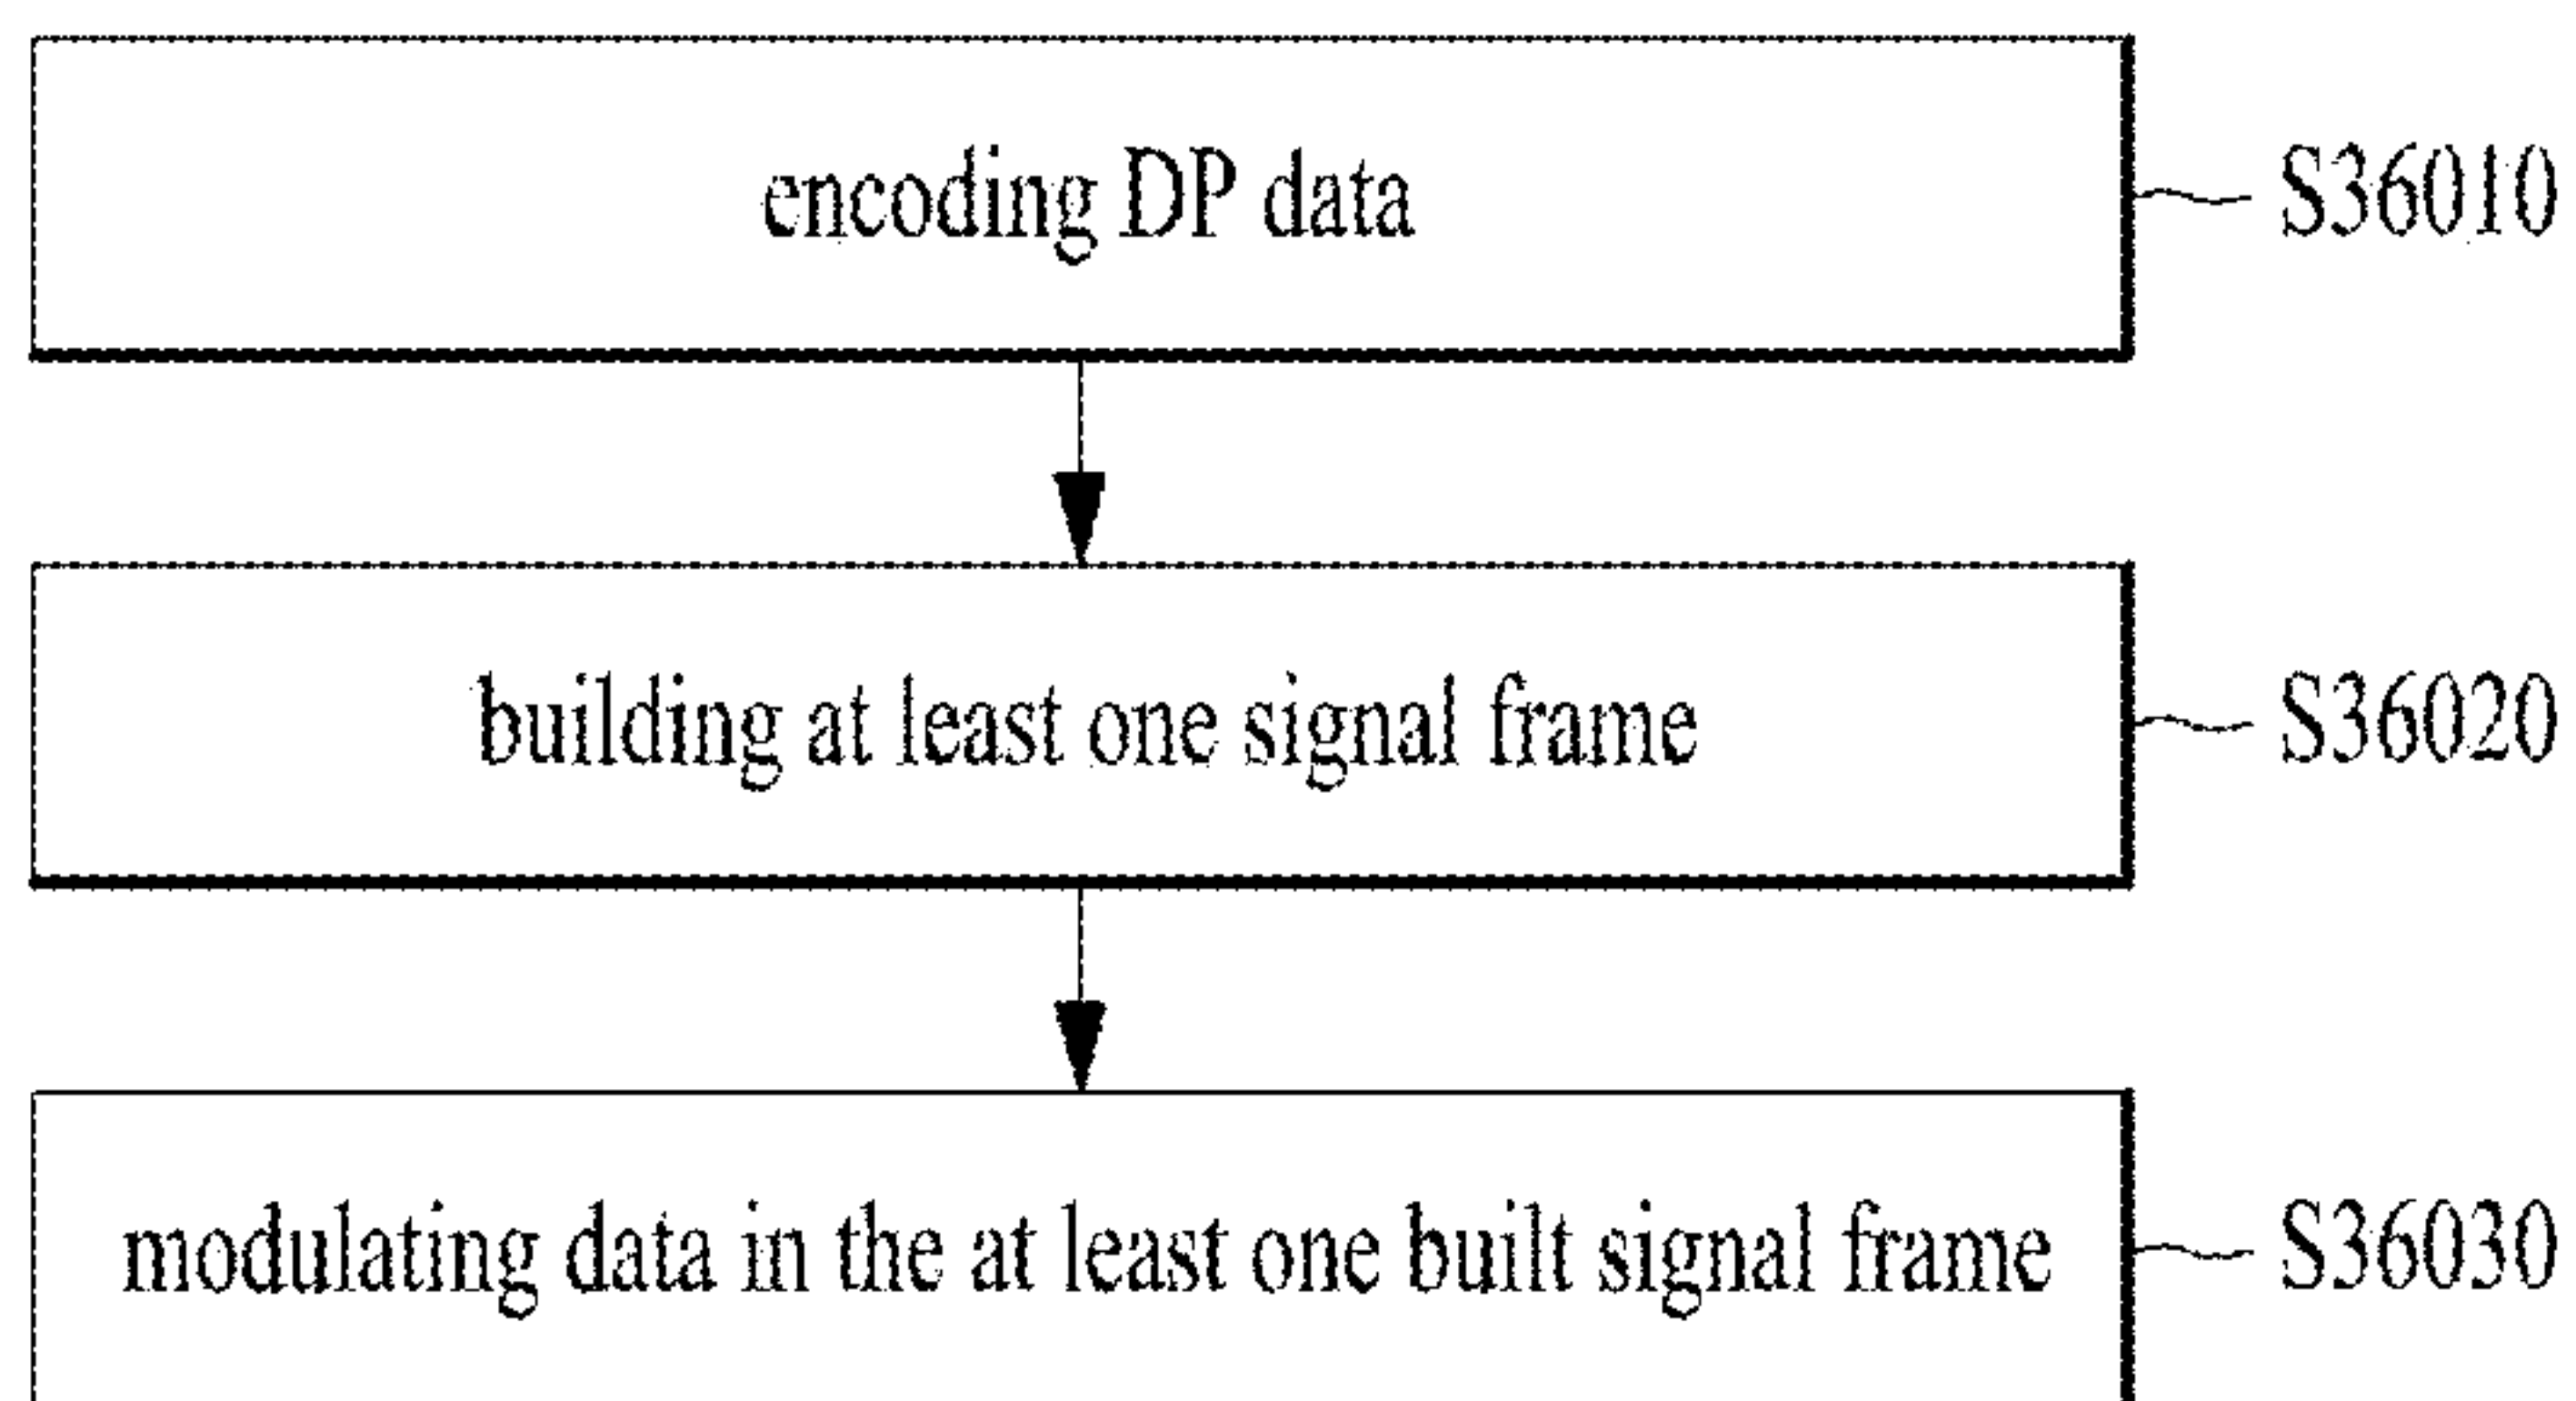 encoding DP data S36010
building at least one signal frame S36020
modulating data in the at least one built signal frame S36030